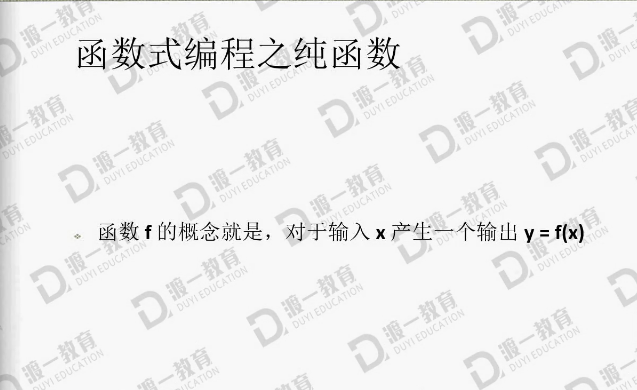 函数式编程之纯函数
函数 f 的概念就是，对于输入 x 产生一个输出 y = f(x)
渡一教育
DUYI EDUCATION